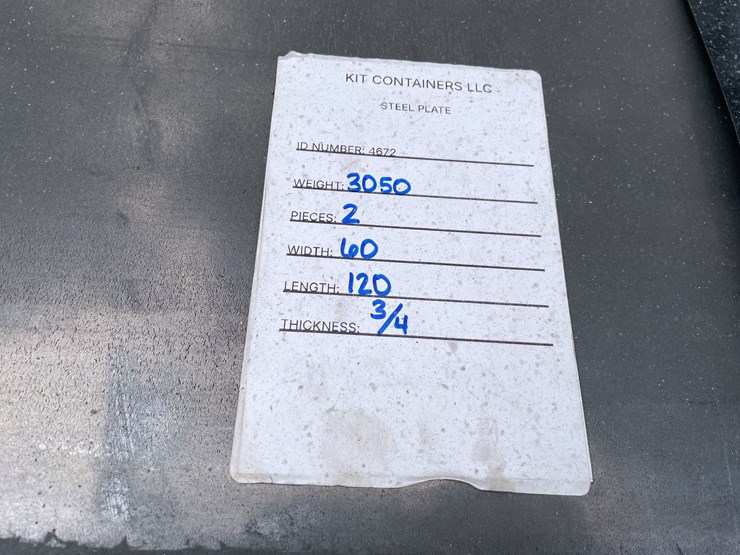 KIT CONTAINERS LLC
STEEL PLATE
ID NUMBER: 4672
WEIGHT: 3050
PIECES: 2
WIDTH: 60
LENGTH: 120
THICKNESS: 3/4